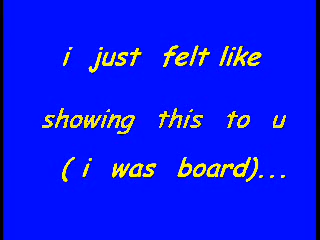 i just felt like
showing this to u
( i was board)...